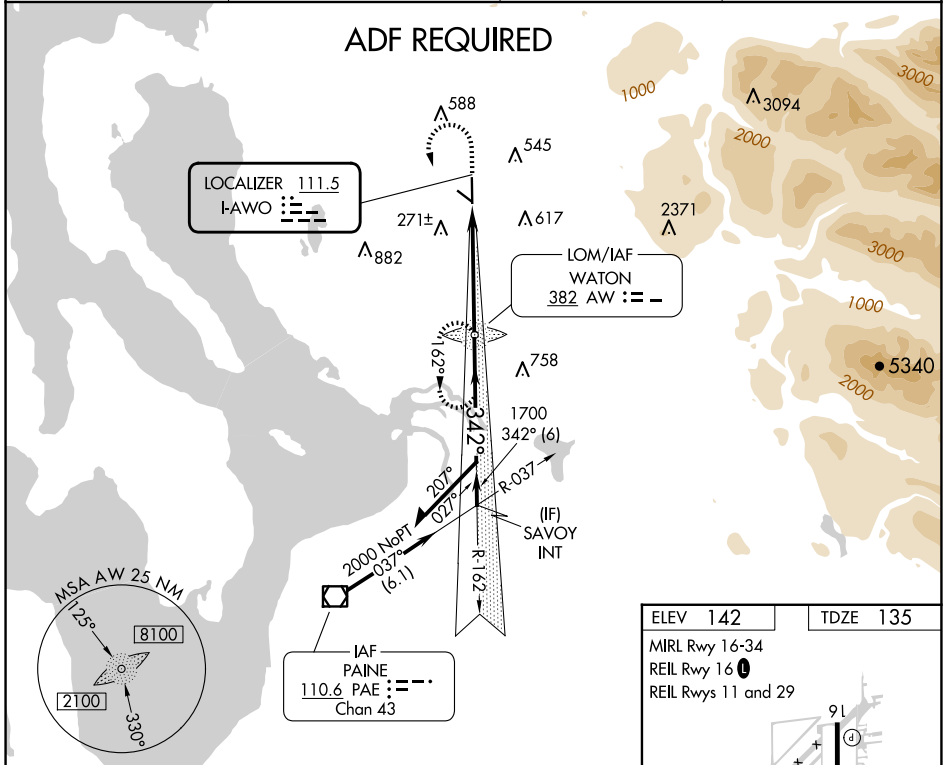 ADF REQUIRED
588
3094
1000
2000
3000
545
LOCALIZER 111.5
I-AWO
271±
617
882
2371
3000
LOM/IAF
WATON
382 AW
1000
162°
758
5340
2000
342°
1700
342° (6)
207°
027°
R-037
2000 NoPT
037°
(6.1)
(IF)
SAVOY
INT
R-162
MSA AW 25 NM
125°
8100
2100
330°
IAF
PAINE
110.6 PAE
Chan 43
ELEV 142
TDZE 135
MIRL Rwy 16-34
REIL Rwy 16 L
REIL Rwys 11 and 29
16
P